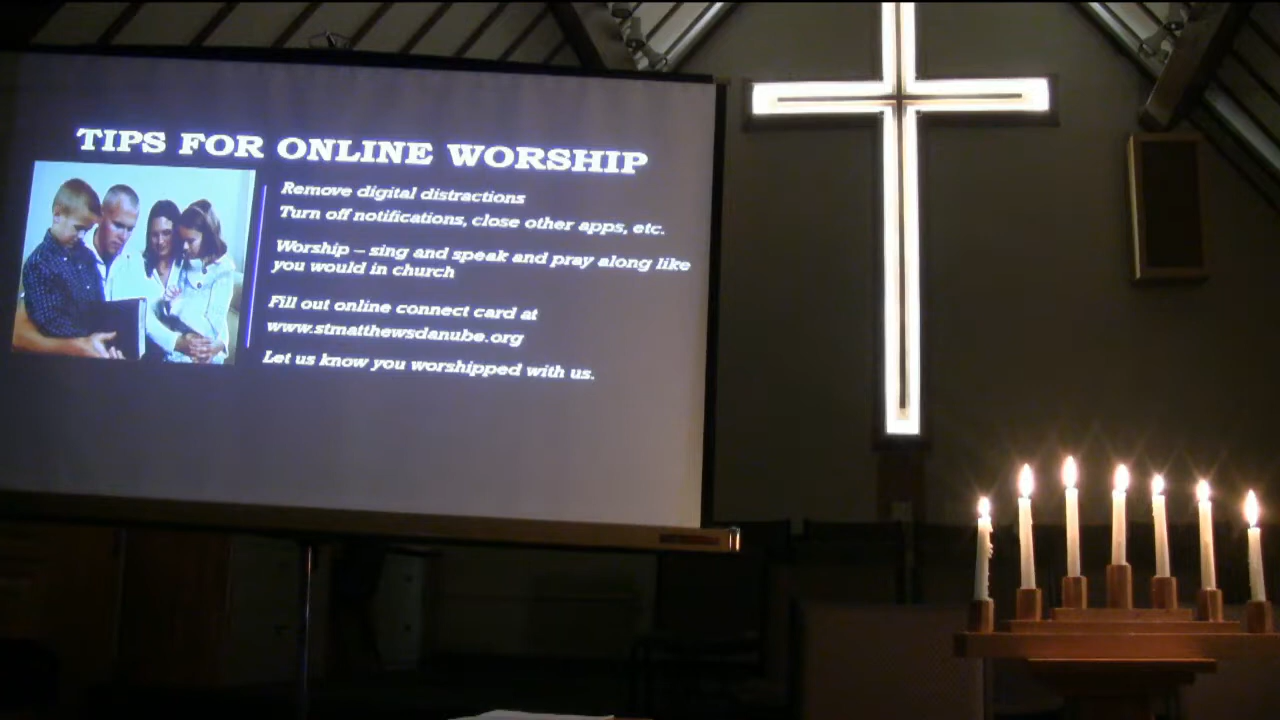 TIPS FOR ONLINE WORSHIP
Remove digital distractions
Turn off notifications, close other apps, etc.
Worship – sing and speak and pray along like
you would in church
Fill out online connect card at
www.stmatthewsdanube.org
Let us know you worshipped with us.